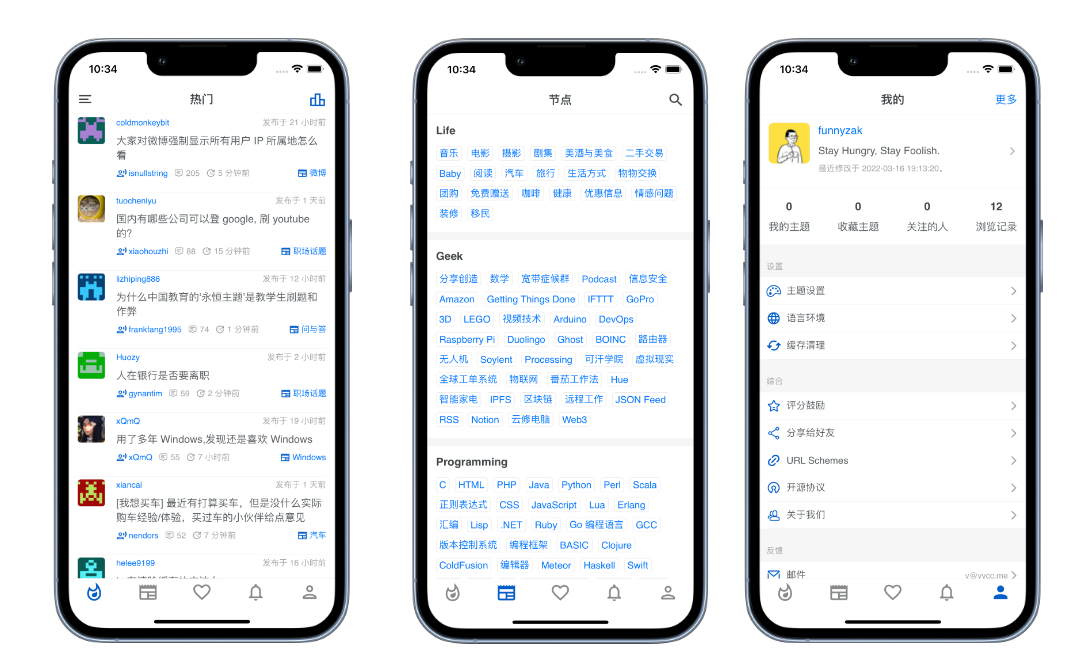 10:34
热门
coldmonkeybit 发布于 21 小时前
大家对微博强制显示所有用户 IP 所属地怎么
看
isnullstring 205 5 分钟前 微博
tuochenlyu 发布于 1 天前
国内有哪些公司可以登 google, 刷 youtube
的?
xiaohouzhi 88 15 分钟前 职场话题
lizhiping886 发布于 12 小时前
为什么中国教育的‘永恒主题’是教学生刷题和
作弊
frankfang1995 74 1 分钟前 问与答
Huozy 发布于 2 小时前
人在银行是否要离职
gynantim 59 2 分钟前 职场话题
xQmQ 发布于 19 小时前
用了多年 Windows,发现还是喜欢 Windows
xQmQ 55 7 小时前 Windows
xiancai 发布于 1 天前
[我想买车] 最近有打算买车，但是没什么实际
购车经验/体验，买过车的小伙伴给点意见
nendors 52 7 分钟前 汽车
helee9199 发布于 16 小时前
10:34
节点
Life
音乐 电影 摄影 剧集 美酒与美食 二手交易
Baby 阅读 汽车 旅行 生活方式 物物交换
团购 免费赠送 咖啡 健康 优惠信息 情感问题
装修 移民
Geek
分享创造 数学 宽带症候群 Podcast 信息安全
Amazon Getting Things Done IFTTT GoPro
3D LEGO 视频技术 Arduino DevOps
Raspberry Pi Duolingo Ghost BOINC 路由器
无人机 Soylent Processing 可汗学院 虚拟现实
全球工单系统 物联网 番茄工作法 Hue
智能家电 IPFS 区块链 远程工作 JSON Feed
RSS Notion 云修电脑 Web3
Programming
C HTML PHP Java Python Perl Scala
正则表达式 CSS JavaScript Lua Erlang
汇编 Lisp .NET Ruby Go 编程语言 GCC
版本控制系统 编程框架 BASIC Clojure
ColdFusion 编辑器 Meteor Haskell Swift
10:34
我的 更多
funnyzak
Stay Hungry, Stay Foolish.
最近修改于 2022-03-16 19:13:20。
0 0 0 12
我的主题 收藏主题 关注的人 浏览记录
设置
主题设置
语言环境
缓存清理
综合
评分鼓励
分享给好友
URL Schemes
开源协议
关于我们
反馈
邮件 v@vvcc.me